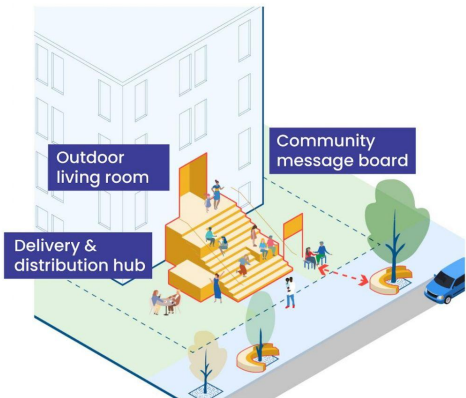 Outdoor
living room
Community
message board
Delivery &
distribution hub